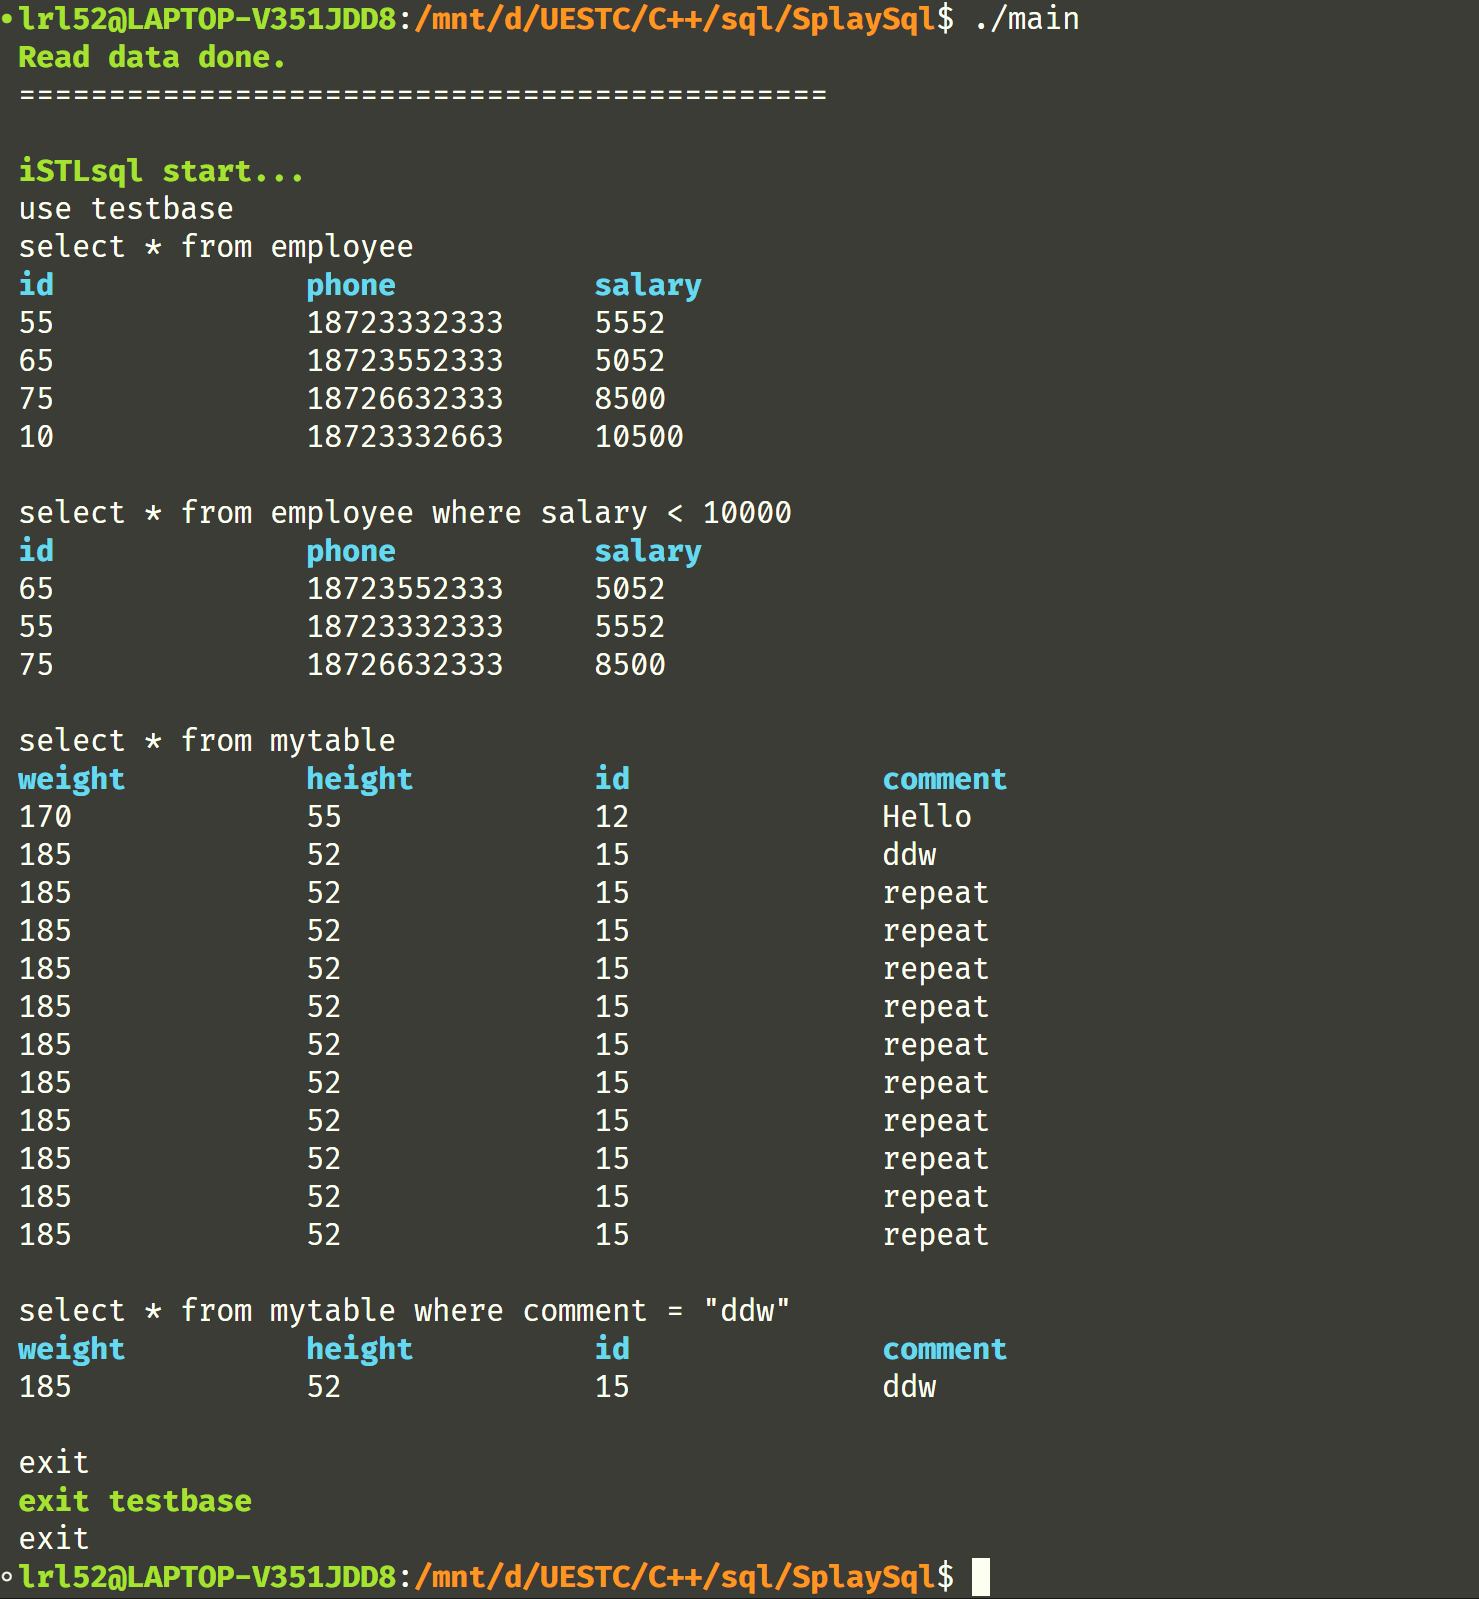 lrl52@LAPTOP-V351JDD8:/mnt/d/UESTC/C++/sql/SplaySql$ ./main
Read data done.
=============================================
iSTLsql start...
use testbase
select * from employee
id phone salary
55 18723332333 5552
65 18723552333 5052
75 18726632333 8500
10 18723332663 10500
select * from employee where salary < 10000
id phone salary
65 18723552333 5052
55 18723332333 5552
75 18726632333 8500
select * from mytable
weight height id comment
170 55 12 Hello
185 52 15 ddw
185 52 15 repeat
185 52 15 repeat
185 52 15 repeat
185 52 15 repeat
185 52 15 repeat
185 52 15 repeat
185 52 15 repeat
185 52 15 repeat
185 52 15 repeat
185 52 15 repeat
select * from mytable where comment = "ddw"
weight height id comment
185 52 15 ddw
exit
exit testbase
exit
lrl52@LAPTOP-V351JDD8:/mnt/d/UESTC/C++/sql/SplaySql$